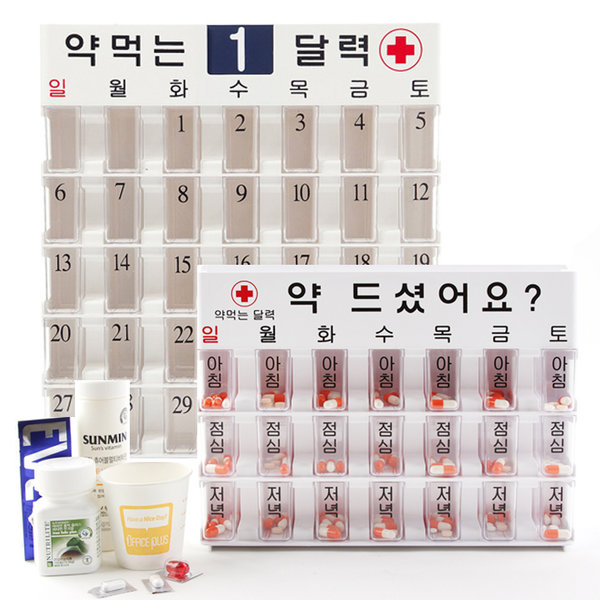 약먹는 1 달력
일 월 화 수 목 금 토
1 2 3 4 5
6 7 8 9 10 11 12
13 14 15 16 17 18 19
20 21 22
27 28 29
약 드셨어요?
약먹는 달력
일 월 화 수 목 금 토
아침 아침 아침 아침 아침 아침 아침
점심 점심 점심 점심 점심 점심 점심
저녁 저녁 저녁 저녁 저녁 저녁 저녁
SUNMIN
Sun's vitamin
Have a Nice Day!
OFFICE PLUS
NUTRILITE